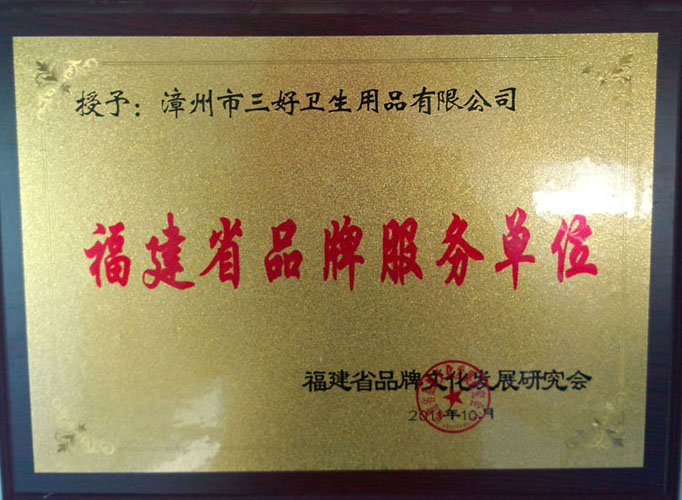 授予：漳州市三好卫生用品有限公司
福建省品牌服务单位
福建省品牌文化发展研究会
2011年10月